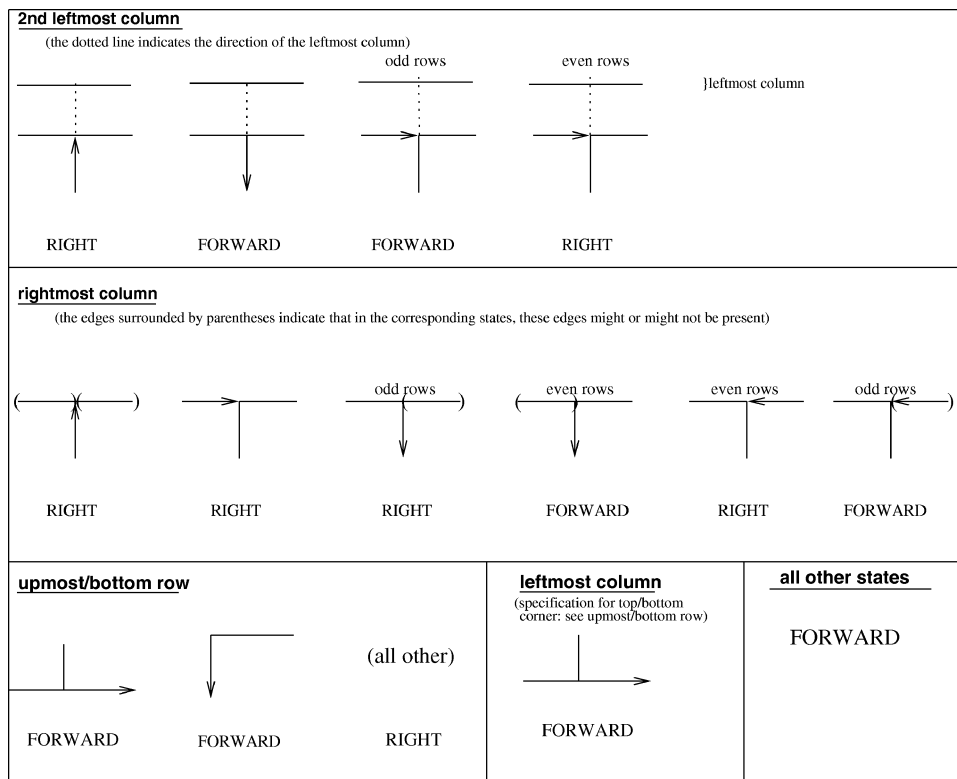 2nd leftmost column
(the dotted line indicates the direction of the leftmost column)
odd rows even rows
}leftmost column
RIGHT FORWARD FORWARD RIGHT
rightmost column
(the edges surrounded by parentheses indicate that in the corresponding states, these edges might or might not be present)
( )( ) odd rows ( ) ( even rows ) even rows odd rows ( )
RIGHT RIGHT RIGHT FORWARD RIGHT FORWARD
upmost/bottom row
(all other)
FORWARD FORWARD RIGHT
leftmost column
(specification for top/bottom
corner: see upmost/bottom row)
FORWARD
all other states
FORWARD